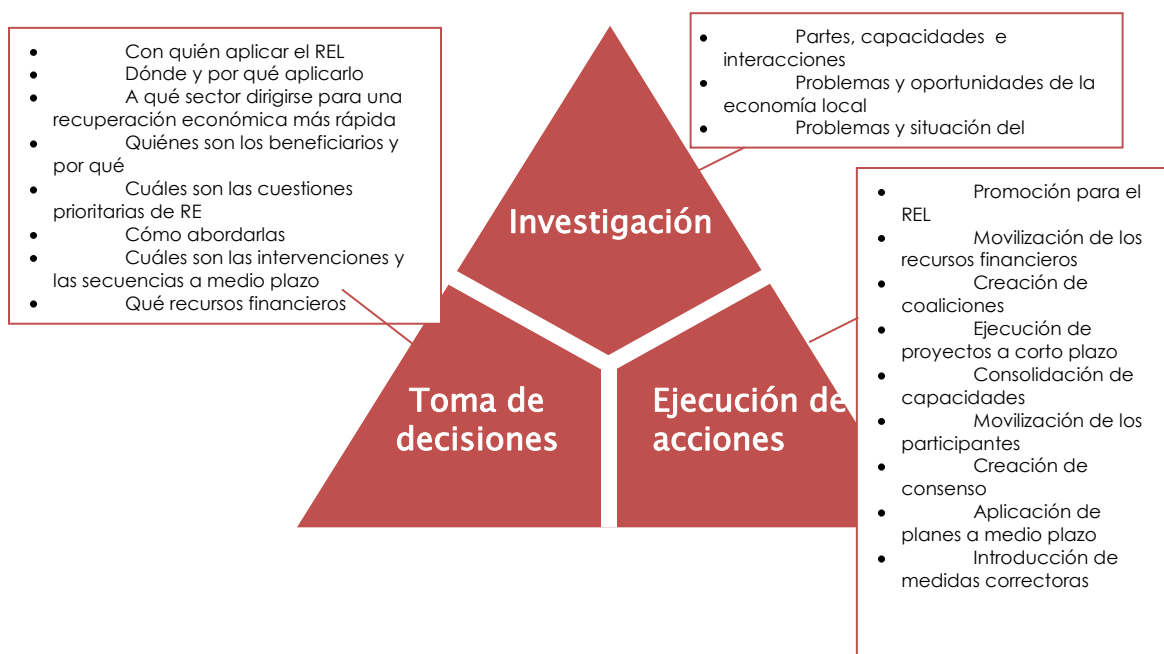 • Con quién aplicar el REL
• Dónde y por qué aplicarlo
• A qué sector dirigirse para una
recuperación económica más rápida
• Quiénes son los beneficiarios y
por qué
• Cuáles son las cuestiones
prioritarias de RE
• Cómo abordarlas
• Cuáles son las intervenciones y
las secuencias a medio plazo
• Qué recursos financieros
• Partes, capacidades e
interacciones
• Problemas y oportunidades de la
economía local
• Problemas y situación del
Investigación
Toma de
decisiones
Ejecución de
acciones
• Promoción para el
REL
• Movilización de los
recursos financieros
• Creación de
coaliciones
• Ejecución de
proyectos a corto plazo
• Consolidación de
capacidades
• Movilización de los
participantes
• Creación de
consenso
• Aplicación de
planes a medio plazo
• Introducción de
medidas correctoras